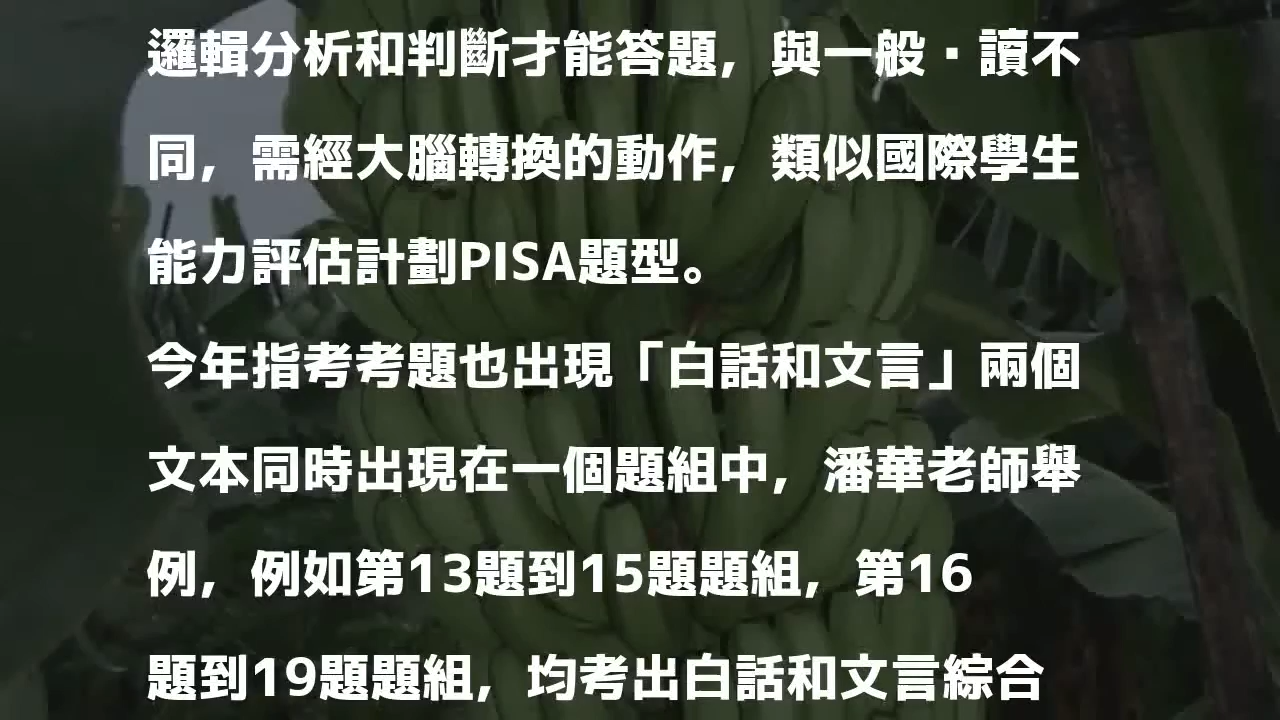 邏輯分析和判斷才能答題，與一般·讀不
同，需經大腦轉換的動作，類似國際學生
能力評估計劃PISA題型。
今年指考考題也出現「白話和文言」兩個
文本同時出現在一個題組中，潘華老師舉
例，例如第13題到15題題組，第16
題到19題題組，均考出白話和文言綜合